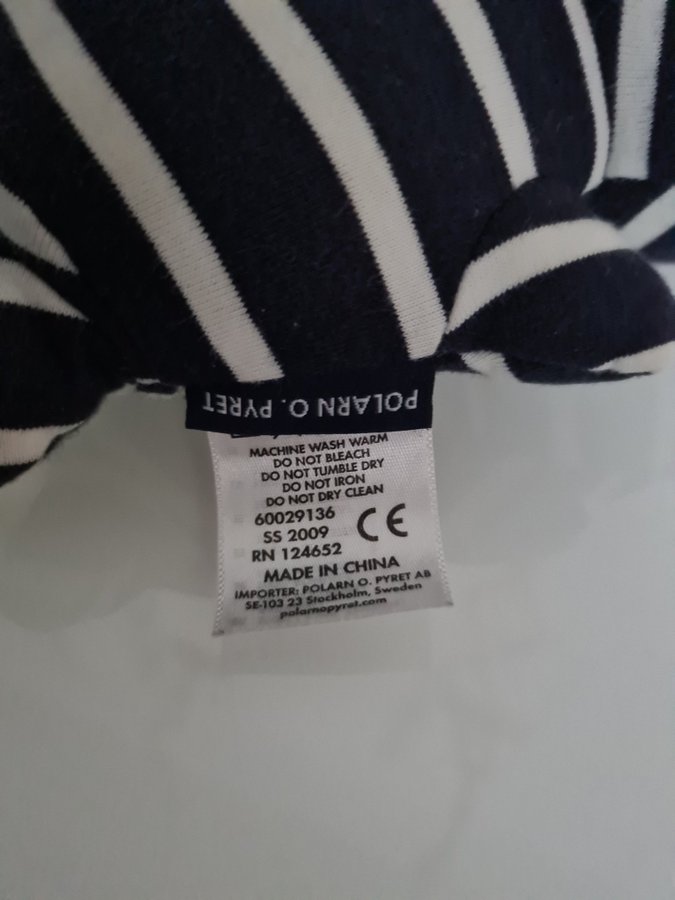 POLARN O. PYRET
MACHINE WASH WARM
DO NOT BLEACH
DO NOT TUMBLE DRY
DO NOT IRON
DO NOT DRY CLEAN
60029136
SS 2009 CE
RN 124652
MADE IN CHINA
IMPORTER: POLARN O. PYRET AB
SE-103 23 Stockholm, Sweden
polarnopyret.com